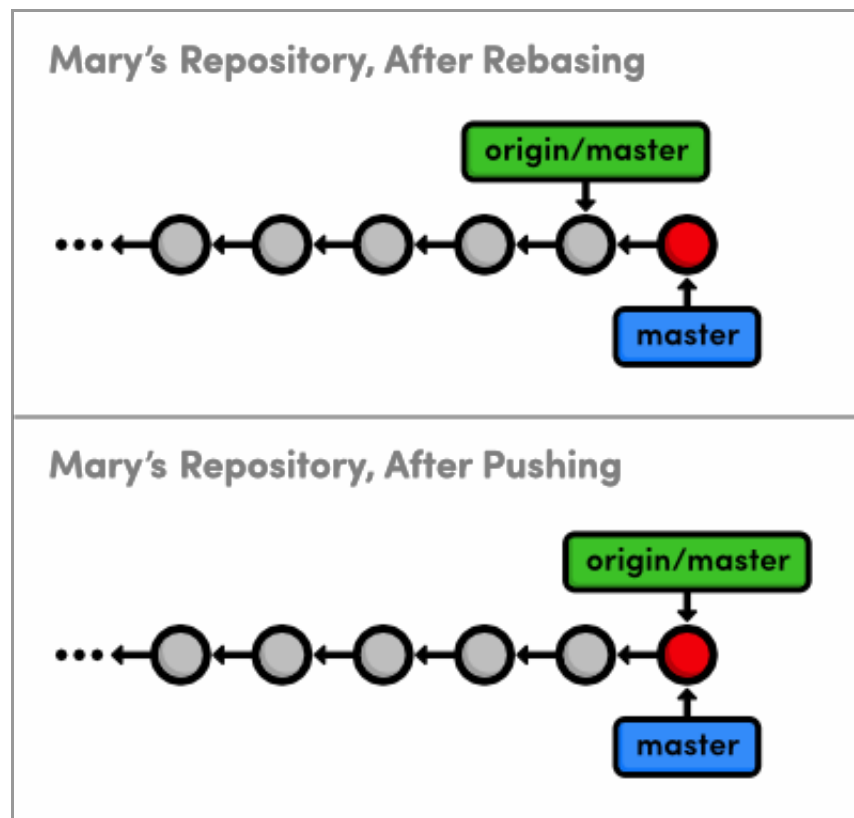 Mary's Repository, After Rebasing
origin/master
master
Mary's Repository, After Pushing
origin/master
master